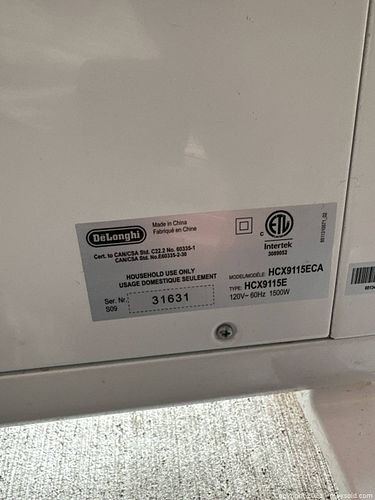 DeLonghi
Made in China
Fabriqué en Chine
Cert. to CAN/CSA Std. C22.2 No. 60335-1
CAN/CSA Std. No.E60335-2-30
HOUSEHOLD USE ONLY
USAGE DOMESTIQUE SEULEMENT
Ser. Nr.
S09
31631
C
ETL
Intertek
3089052
MODEL/MODÈLE: HCX9115ECA
TYPE: HCX9115E
120V~ 60Hz 1500W